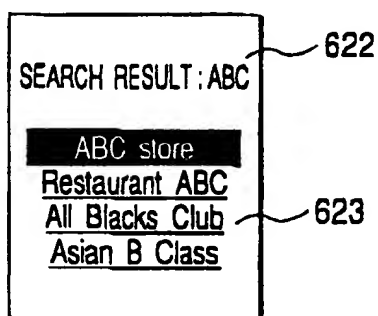 622
SEARCH RESULT : ABC
ABC store
Restaurant ABC
All Blacks Club
623
Asian B Class